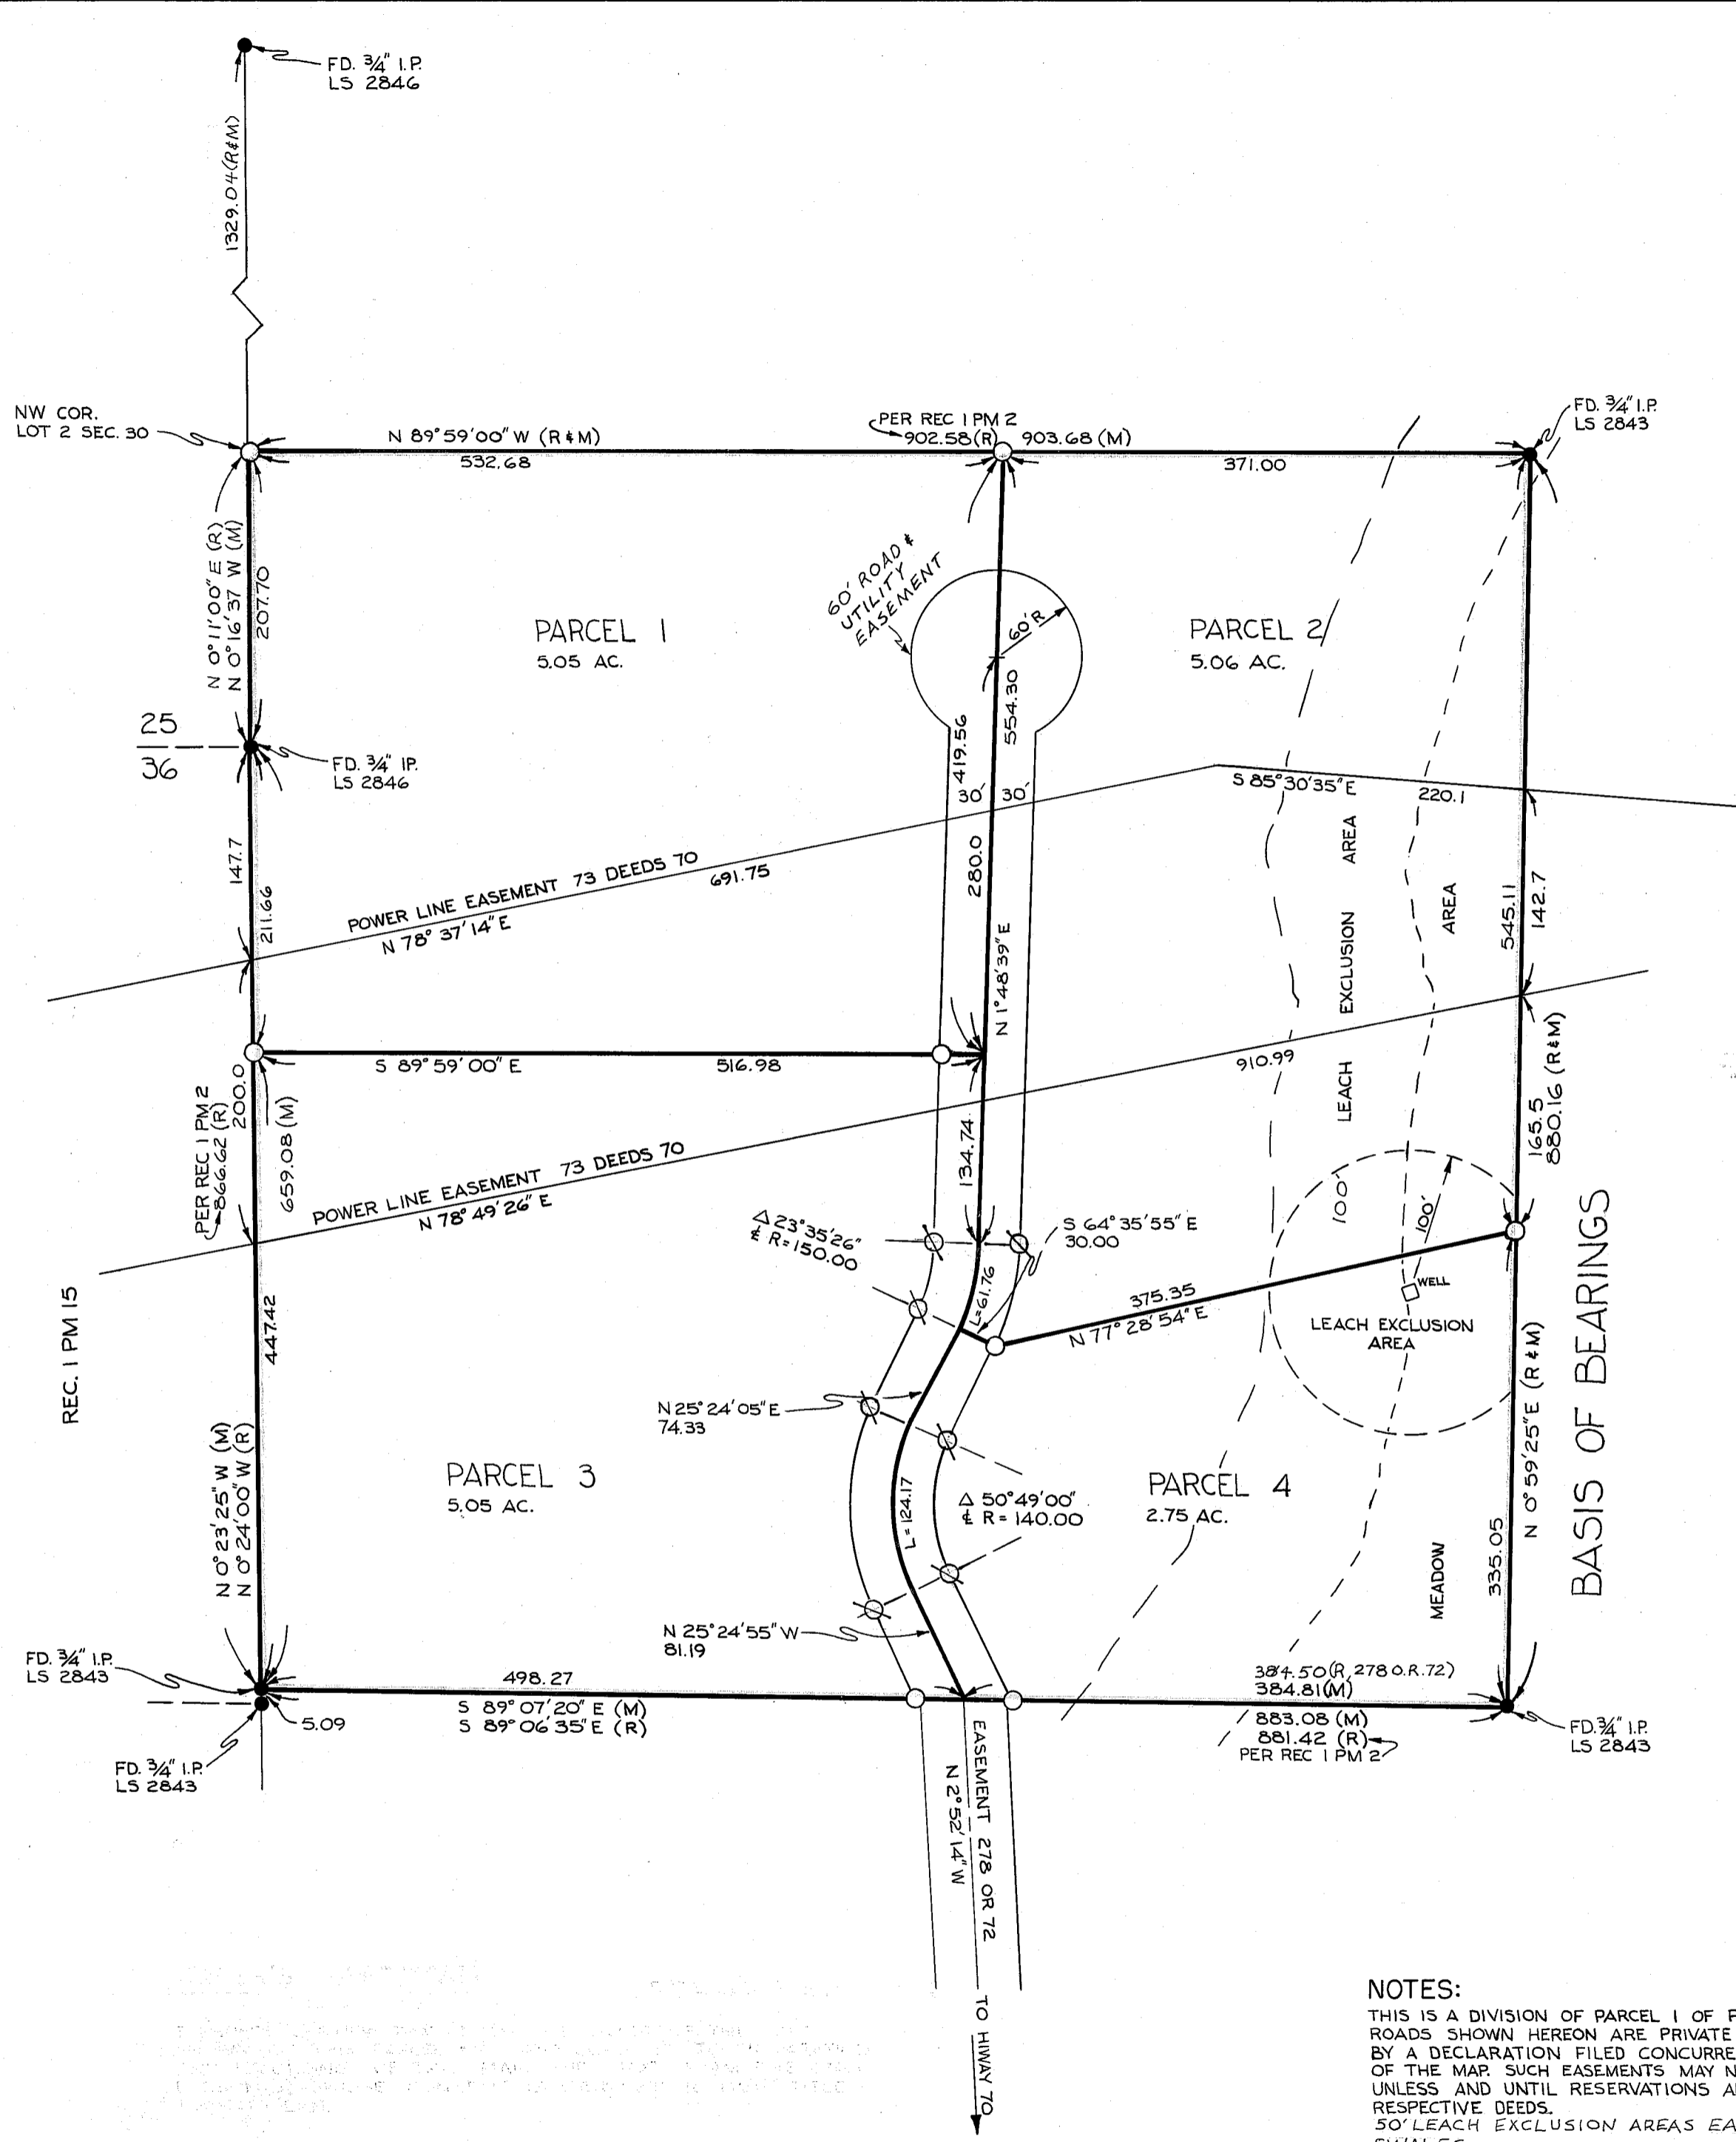 FD. 3/4" I.P.
LS 2846
1329.04 (R&M)
NW COR.
LOT 2 SEC. 30
N 89°59'00" W (R & M)
532.68
PER REC 1 PM 2
902.58(R)
903.68 (M)
371.00
FD. 3/4" I.P.
LS 2843
N 0°11'00" E (R)
N 0°16'37 W (M)
207.70
60' ROAD &
UTILITY
EASEMENT
60'R
PARCEL 1
5.05 AC.
PARCEL 2
5.06 AC.
25
36
FD. 3/4" IP.
LS 2846
419.56
554.30
30'
30'
S 85°30'35" E
220.1
147.7
211.66
POWER LINE EASEMENT 73 DEEDS 70
691.75
N 78° 37' 14" E
280.0
N 1°48'39" E
LEACH EXCLUSION AREA
AREA
545.11
142.7
S 89°59'00" E
516.98
910.99
PER REC 1 PM 2
866.62 (R)
200.0
659.08 (M)
165.5
880.16 (R&M)
POWER LINE EASEMENT 73 DEEDS 70
N 78° 49'26" E
134.74
Δ 23°35'26"
℄ R=150.00
S 64°35'55" E
30.00
L=61.76
100'
100'
WELL
375.35
N 77°28'54" E
LEACH EXCLUSION
AREA
REC. 1 PM 15
447.42
N 25°24'05" E
74.33
N 0°59'25" E (R & M)
BASIS OF BEARINGS
N 0°23'25" W (M)
N 0°24'00" W (R)
PARCEL 3
5.05 AC.
L=124.17
Δ 50°49'00"
℄ R=140.00
PARCEL 4
2.75 AC.
MEADOW
335.05
N 25°24'55" W
81.19
FD. 3/4" I.P.
LS 2843
498.27
S 89°07'20" E (M)
S 89°06'35" E (R)
5.09
384.50(R, 278 O.R. 72)
384.81(M)
883.08 (M)
881.42 (R)
PER REC 1 PM 2
FD. 3/4" I.P.
LS 2843
FD. 3/4" I.P.
LS 2843
EASEMENT 278 OR 72
N 2°52'14" W
TO HIWAY 70
NOTES:
THIS IS A DIVISION OF PARCEL 1 OF
ROADS SHOWN HEREON ARE PRIVATE
BY A DECLARATION FILED
OF THE MAP. SUCH EASEMENTS MAY
UNLESS AND UNTIL RESERVATIONS
RESPECTIVE DEEDS.
50' LEACH EXCLUSION AREAS